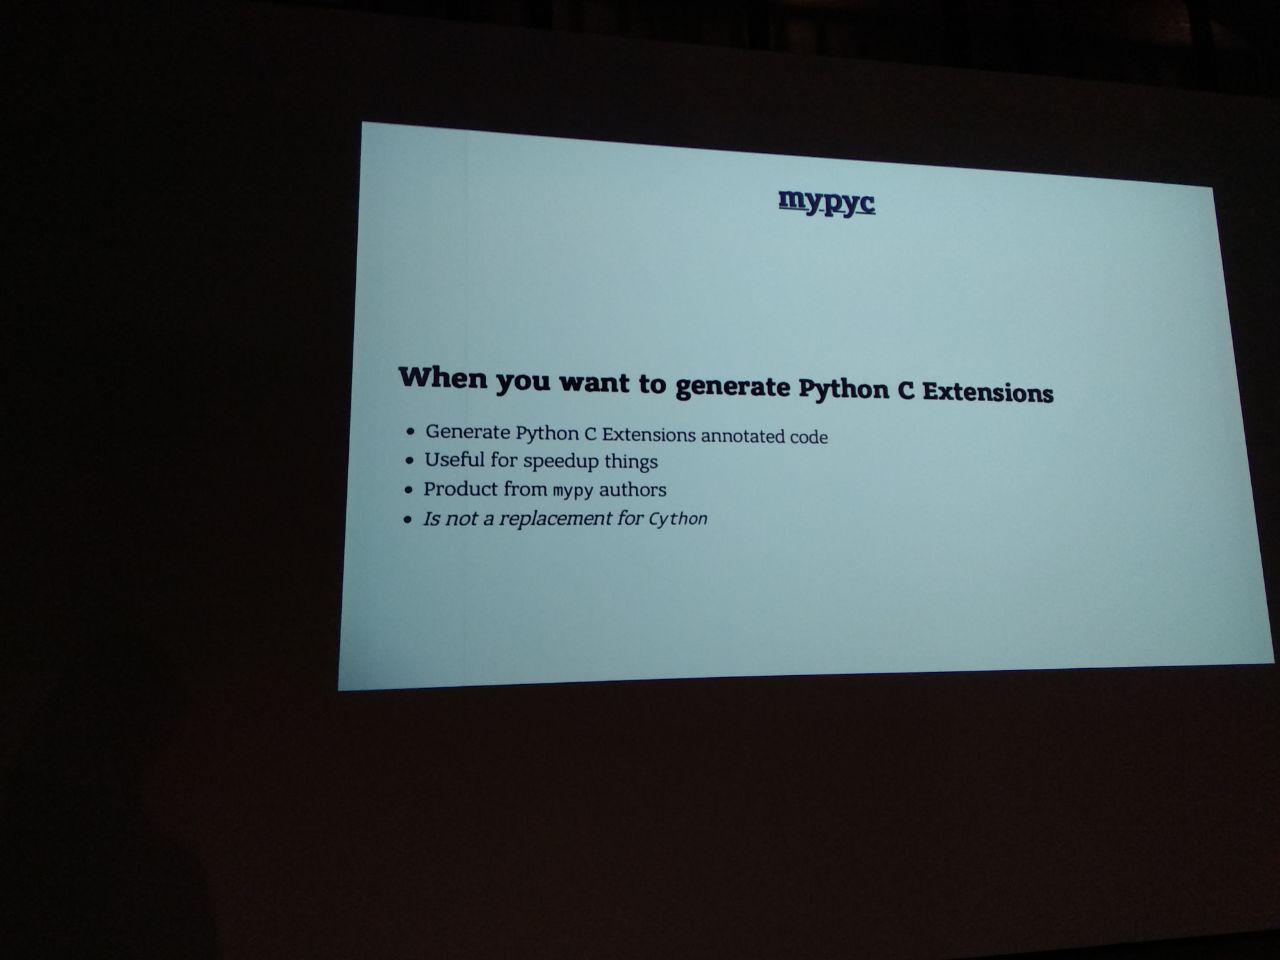 mypyc
When you want to generate Python C Extensions
• Generate Python C Extensions annotated code
• Useful for speedup things
• Product from mypy authors
• Is not a replacement for Cython